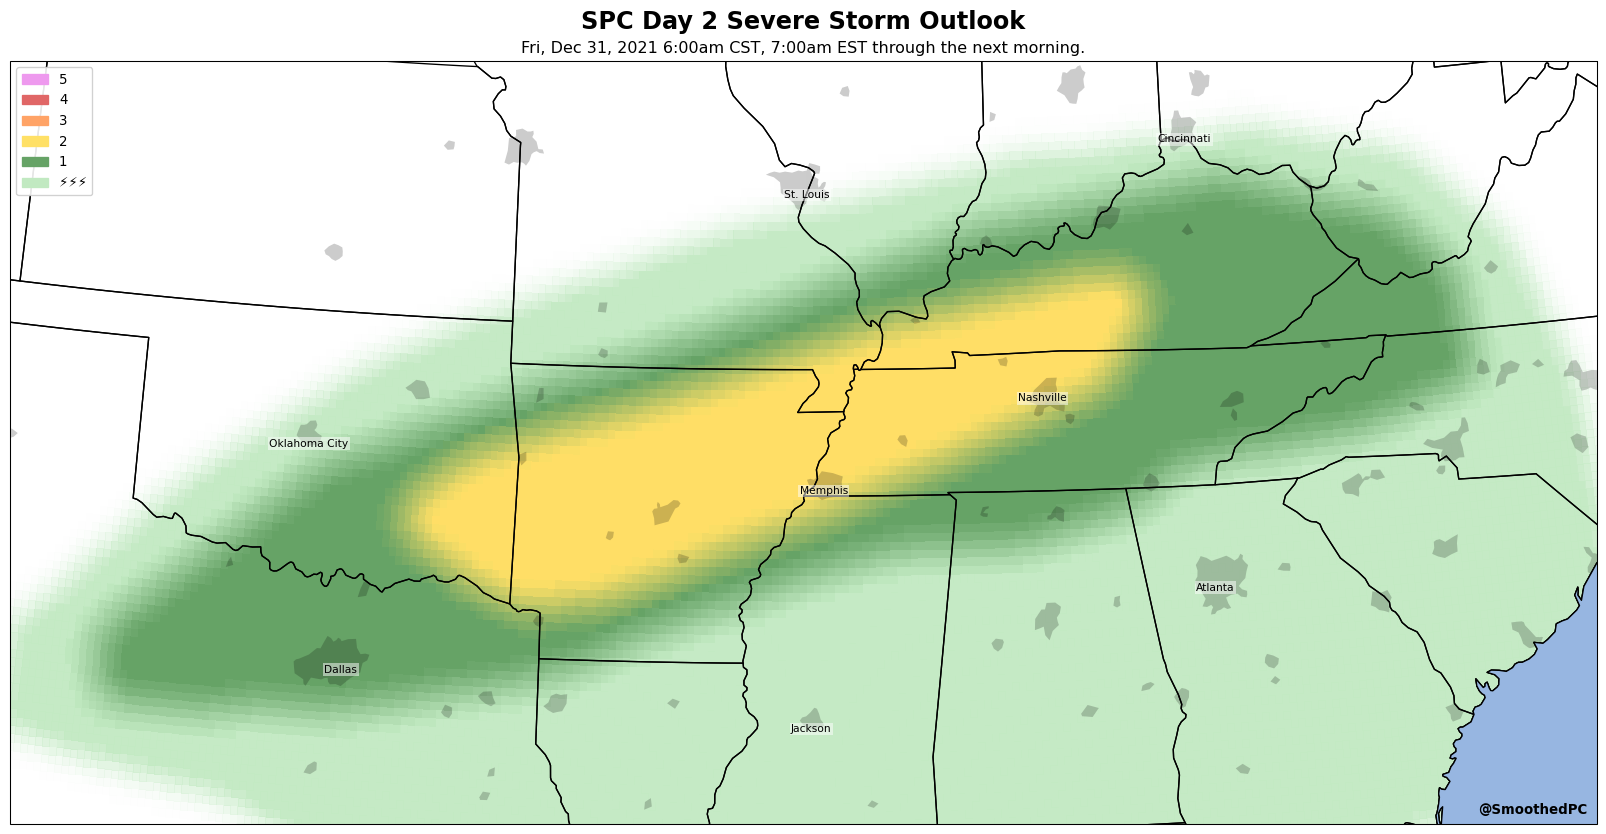 SPC Day 2 Severe Storm Outlook
Fri, Dec 31, 2021 6:00am CST, 7:00am EST through the next morning.
5
4
3
2
1
⚡⚡⚡
Cincinnati
St. Louis
Nashville
Oklahoma City
Memphis
Atlanta
Dallas
Jackson
@SmoothedPC